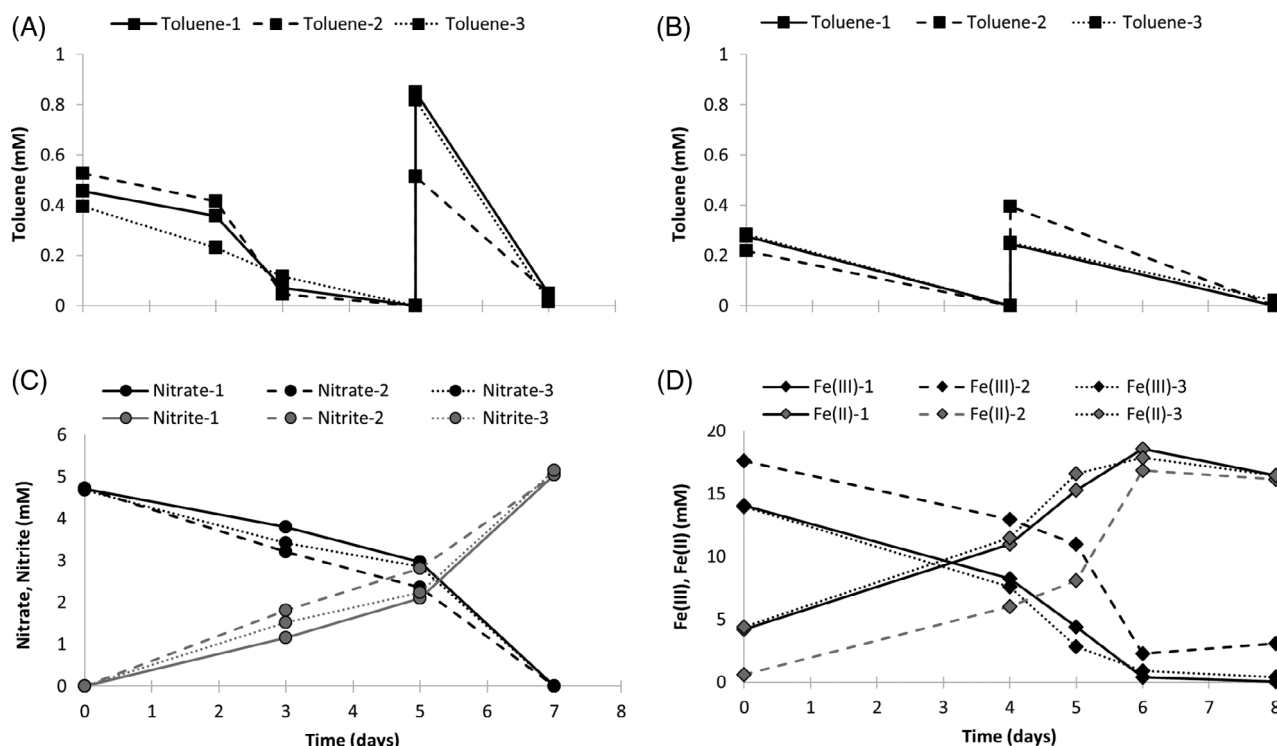 (A)
Toluene-1 Toluene-2 Toluene-3
1
0.8
0.6
0.4
0.2
0
Toluene (mM)
(B)
Toluene-1 Toluene-2 Toluene-3
1
0.8
0.6
0.4
0.2
0
Toluene (mM)
(C)
Nitrate-1 Nitrate-2 Nitrate-3
Nitrite-1 Nitrite-2 Nitrite-3
6
5
4
3
2
1
0
Nitrate, Nitrite (mM)
0 1 2 3 4 5 6 7 8
Time (days)
(D)
Fe(III)-1 Fe(III)-2 Fe(III)-3
Fe(II)-1 Fe(II)-2 Fe(II)-3
20
15
10
5
0
Fe(III), Fe(II) (mM)
0 1 2 3 4 5 6 7 8
Time (days)